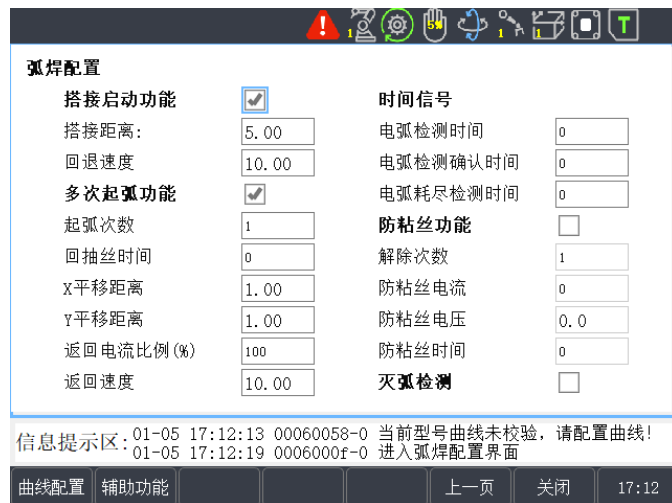 1 5% 1 1 T
弧焊配置
搭接启动功能
搭接距离: 5.00
回退速度 10.00
多次起弧功能
起弧次数 1
回抽丝时间 0
X平移距离 1.00
Y平移距离 1.00
返回电流比例(%) 100
返回速度 10.00
时间信号
电弧检测时间 0
电弧检测确认时间 0
电弧耗尽检测时间 0
防粘丝功能
解除次数 1
防粘丝电流 0
防粘丝电压 0.0
防粘丝时间 0
灭弧检测
信息提示区:
01-05 17:12:13 00060058-0 当前型号曲线未校验, 请配置曲线!
01-05 17:12:19 0006000f-0 进入弧焊配置界面
曲线配置 辅助功能 上一页 关闭 17:12